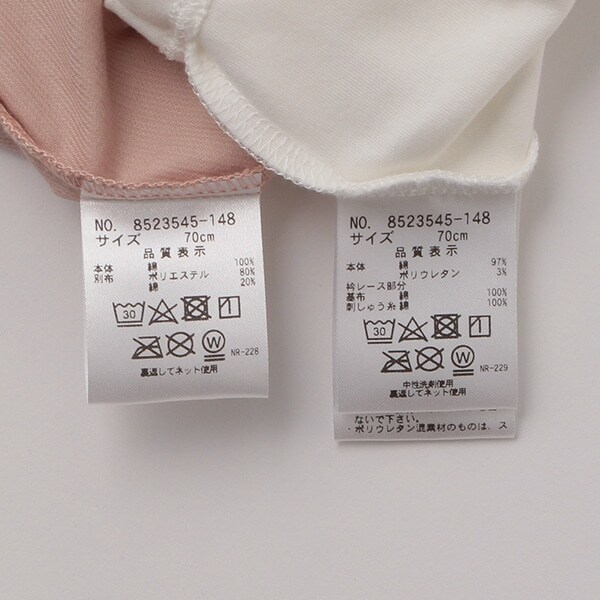 NO. 8523545-148
サイズ 70cm
品質表示
本体 綿 100%
別布 ポリエステル 80%
綿 20%
30
NR-228
裏返してネット使用
NO. 8523545-148
サイズ 70cm
品質表示
本体 綿 97%
ポリウレタン 3%
衿レース部分
基布 綿 100%
刺しゅう糸 綿 100%
30
W
NR-229
中性洗剤使用
裏返してネット使用
ないで下さい。
・ポリウレタン混素材のものは、ス